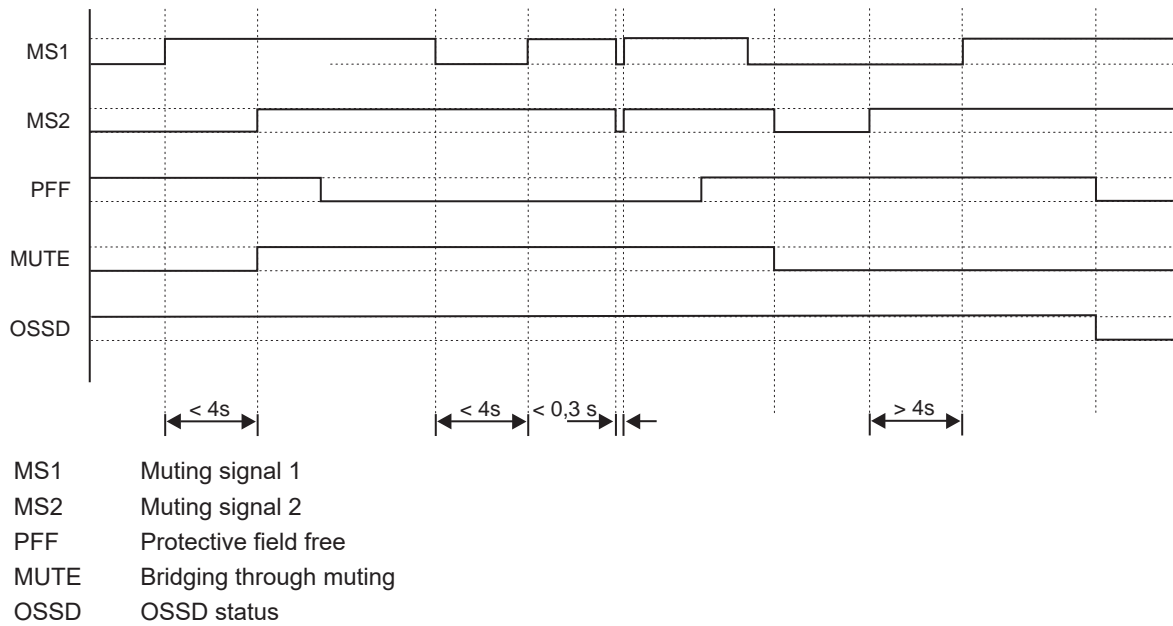 MS1
MS2
PFF
MUTE
OSSD
< 4s < 4s < 0,3 s > 4s
MS1 Muting signal 1
MS2 Muting signal 2
PFF Protective field free
MUTE Bridging through muting
OSSD OSSD status